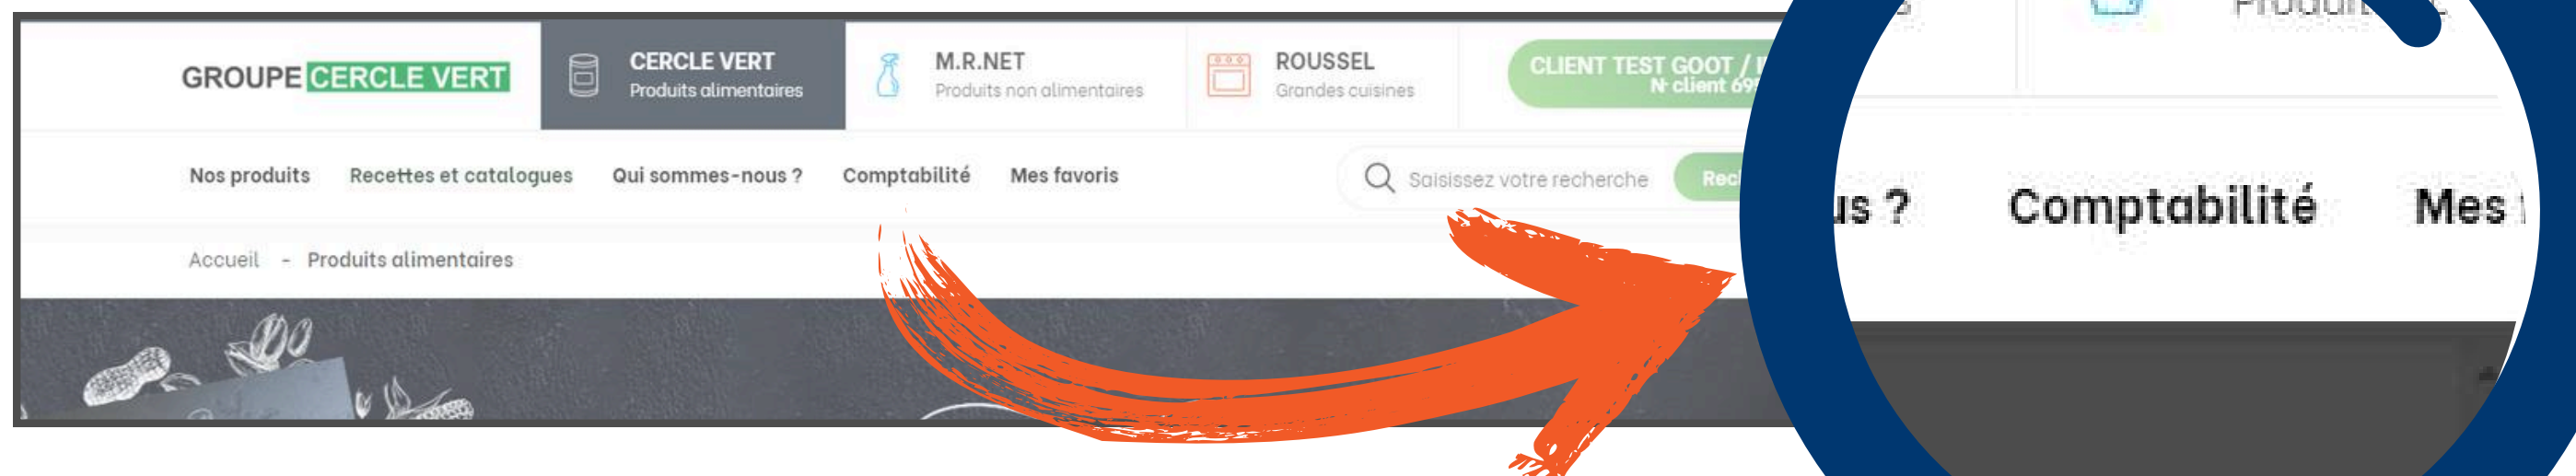 GROUPE CERCLE VERT
CERCLE VERT
Produits alimentaires
M.R.NET
Produits non alimentaires
ROUSSEL
Grandes cuisines
CLIENT TEST GOOT /
N° client
Nos produits Recettes et catalogues Qui sommes-nous ? Comptabilité Mes favoris
Saisissez votre recherche
Accueil - Produits alimentaires
? Comptabilité Mes